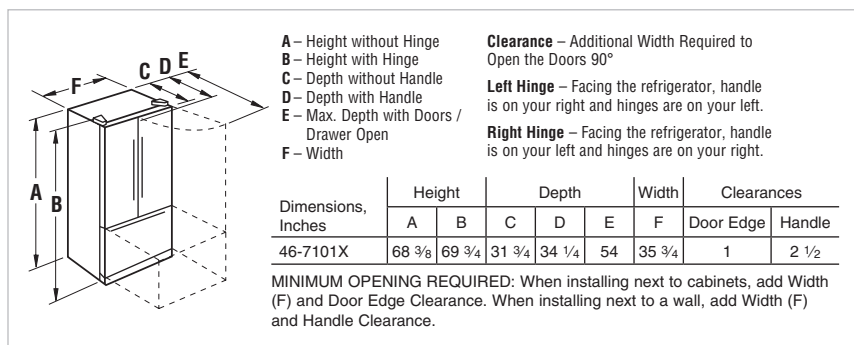 A – Height without Hinge
B – Height with Hinge
C – Depth without Handle
D – Depth with Handle
E – Max. Depth with Doors /
Drawer Open
F – Width
Clearance – Additional Width Required to
Open the Doors 90°
Left Hinge – Facing the refrigerator, handle
is on your right and hinges are on your left.
Right Hinge – Facing the refrigerator, handle
is on your left and hinges are on your right.
F
C
D
E
A
B
Dimensions,
Inches
Height Depth Width Clearances
A B C D E F Door Edge Handle
46-7101X 68 ⅜ 69 ¾ 31 ¾ 34 ¼ 54 35 ¾ 1 2 ½
MINIMUM OPENING REQUIRED: When installing next to cabinets, add Width
(F) and Door Edge Clearance. When installing next to a wall, add Width (F)
and Handle Clearance.